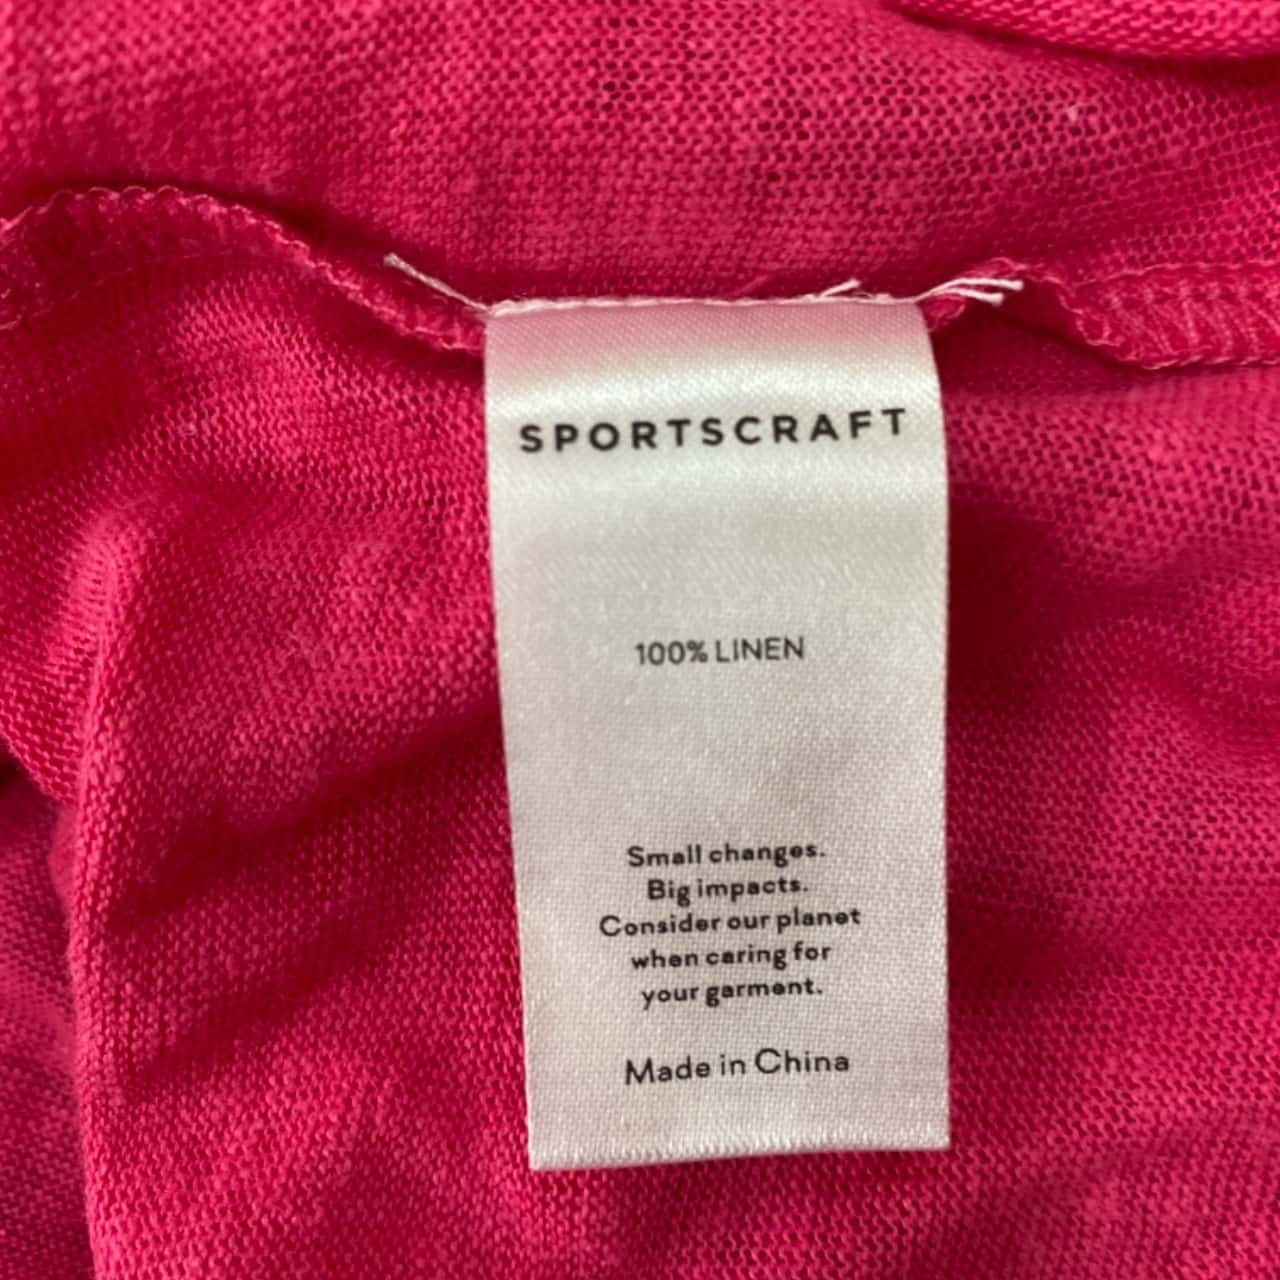 SPORTSCRAFT
100% LINEN
Small changes.
Big impacts.
Consider our planet
when caring for
your garment.
Made in China